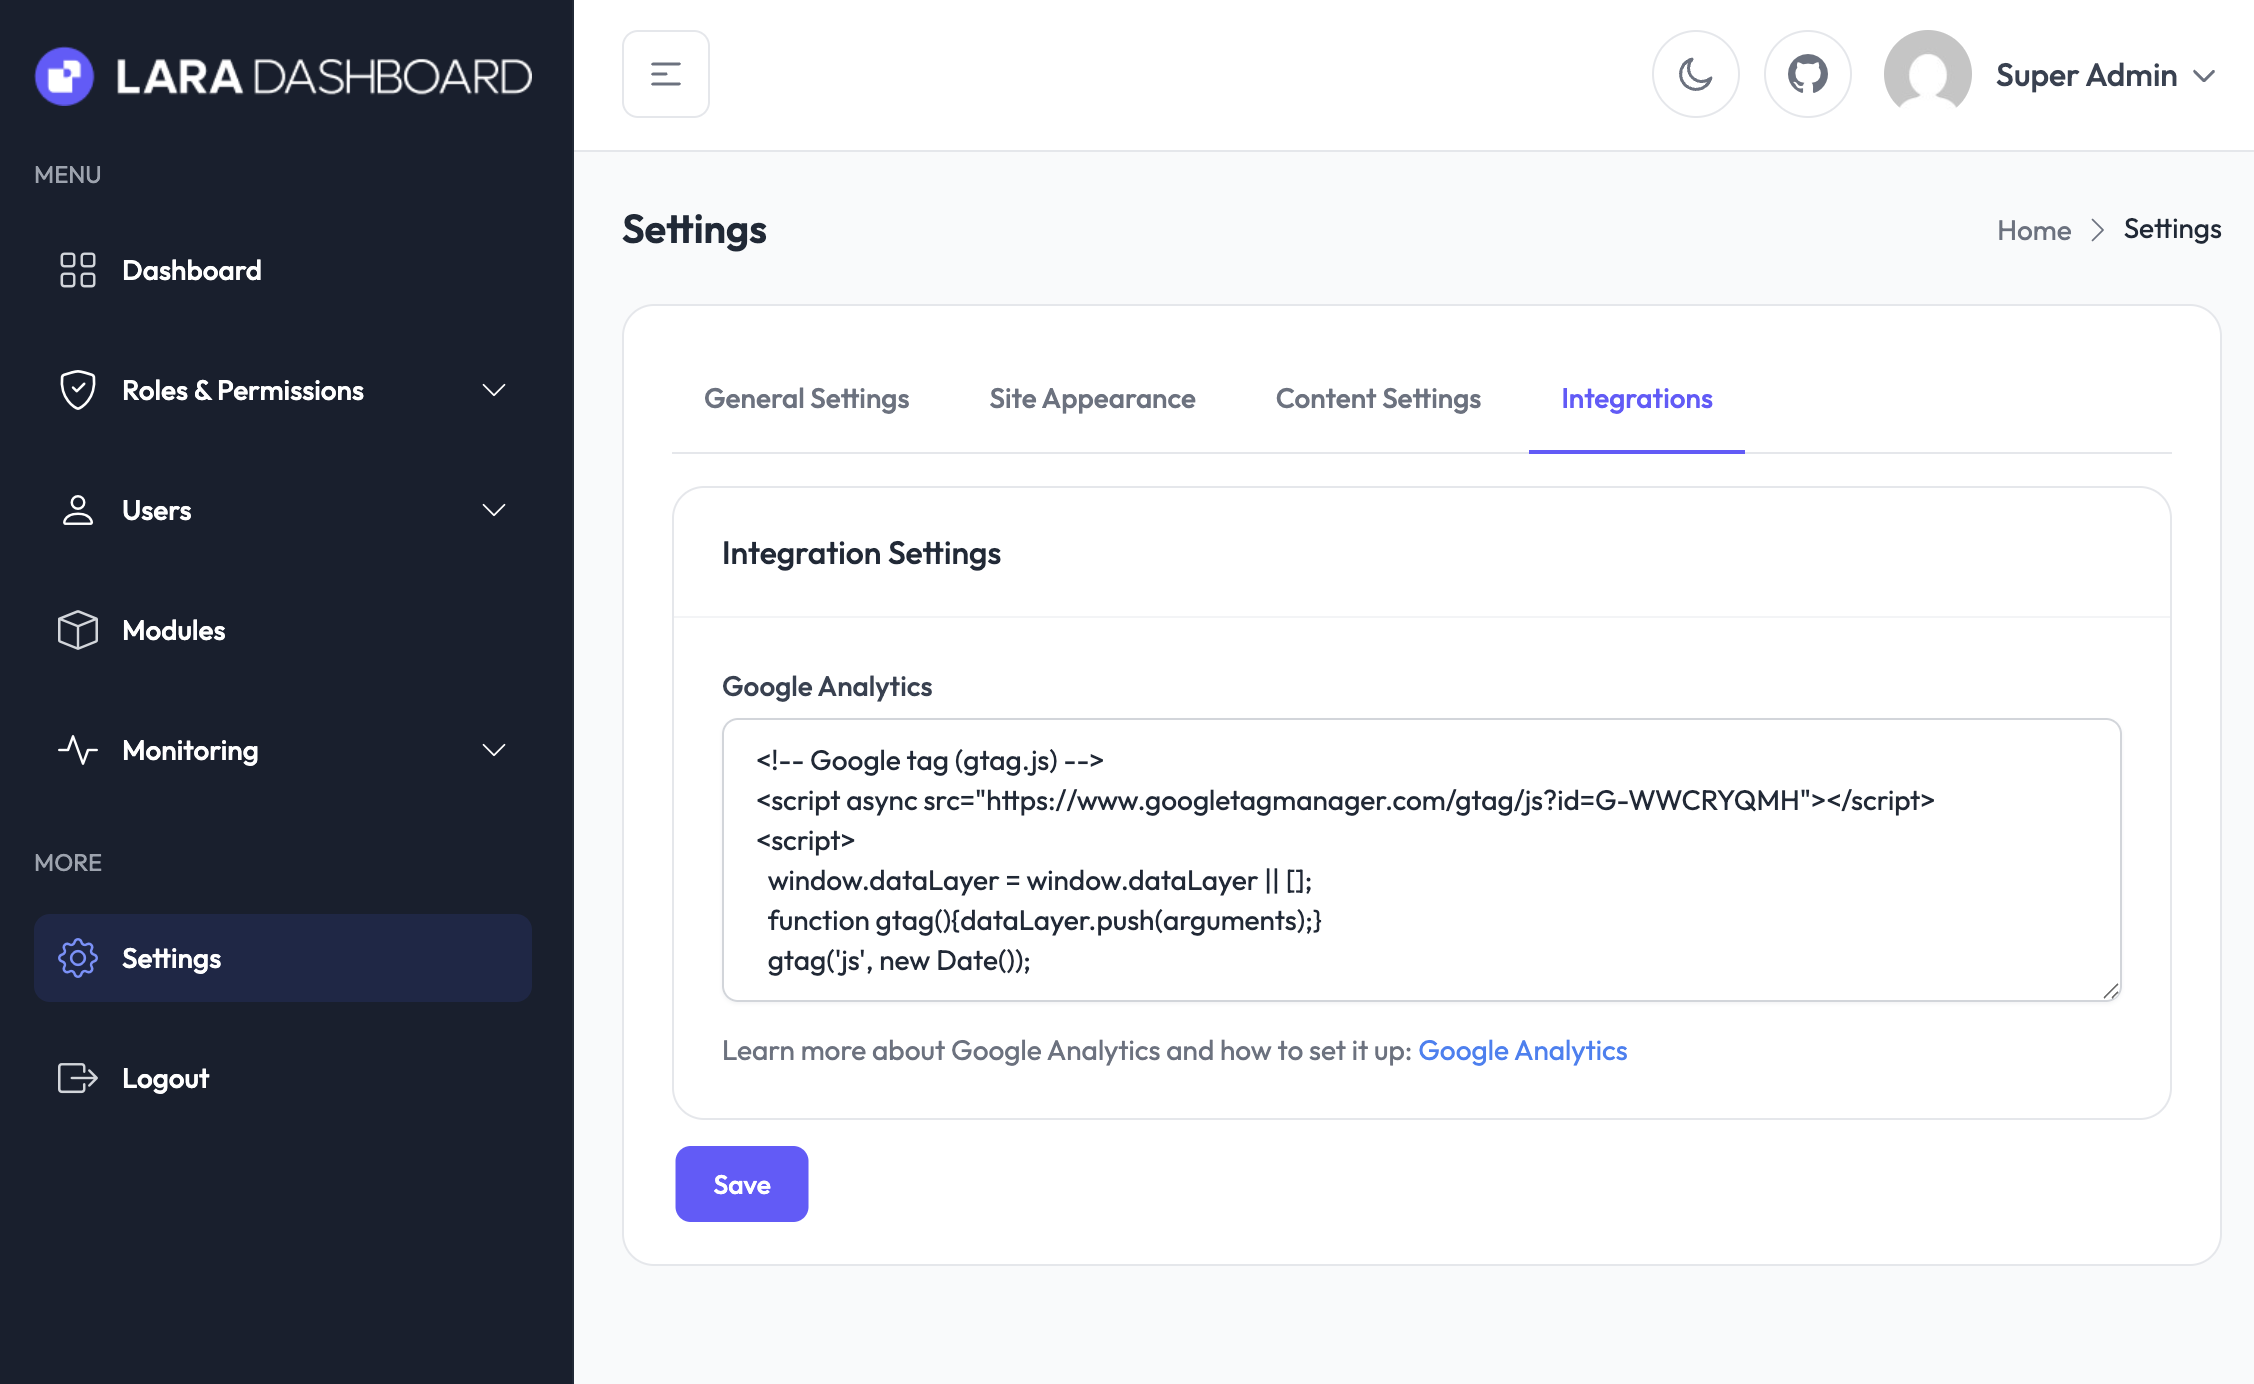 LARA DASHBOARD
MENU
Dashboard
Roles & Permissions
Users
Modules
Monitoring
MORE
Settings
Logout
Super Admin
Settings
Home > Settings
General Settings
Site Appearance
Content Settings
Integrations
Integration Settings
Google Analytics
<!-- Google tag (gtag.js) -->
<script async src="https://www.googletagmanager.com/gtag/js?id=G-WWCRYQMH"></script>
<script>
window.dataLayer = window.dataLayer || [];
function gtag(){dataLayer.push(arguments);}
gtag('js', new Date());
Learn more about Google Analytics and how to set it up: Google Analytics
Save